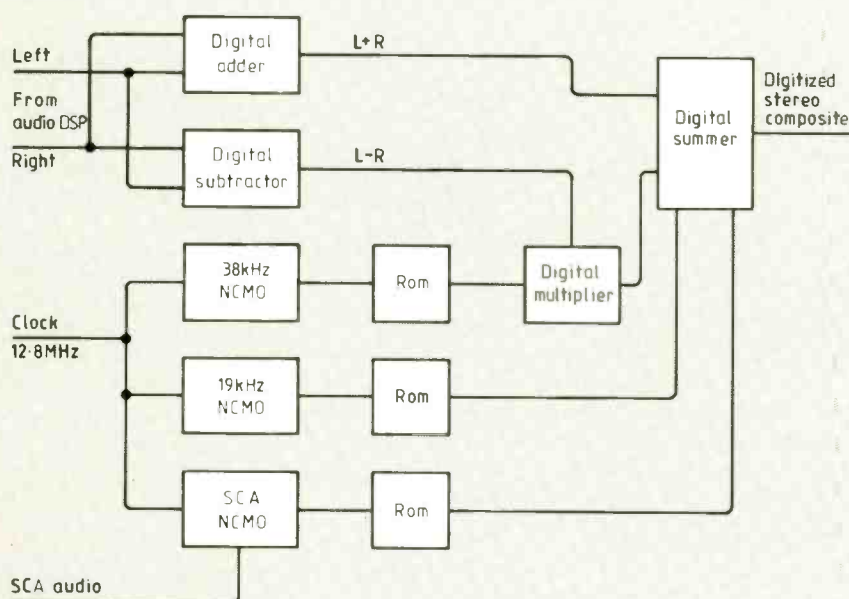 Left
From
audio DSP
Right
Digital
adder
L+R
Digital
subtractor
L−R
Digital
summer
Digitized
stereo
composite
38kHz
NCMO
Rom
Digital
multiplier
Clock
12·8MHz
19kHz
NCMO
Rom
SCA
NCMO
Rom
SCA audio